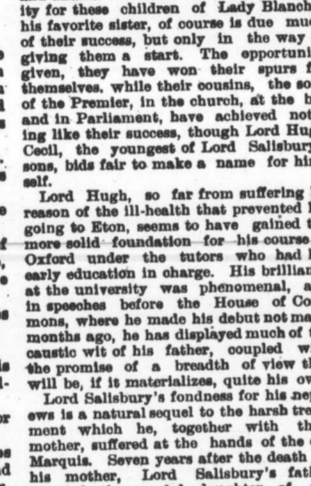 ity for these children of Lady Blanch
his favorite sister, of course is due mu
of their success, but only in the way
giving them a start. The opportuni
given, they have won their spurs f
themselves. while their cousins, the so
of the Premier, in the church, at the b
and in Parliament, have achieved not
ing like their success, though Lord Hu
Cecil, the youngest of Lord Salisbur
sons, bids fair to make a name for hi
self.
Lord Hugh, so far from suffering
reason of the ill-health that prevented
going to Eton, seems to have gained
more solid foundation for his course
Oxford under the tutors who had
early education in charge. His brillian
at the university was phenomenal, a
in speeches before the House of Co
mons, where he made his debut not ma
months ago, he has displayed much of
caustic wit of his father, coupled w
the promise of a breadth of view th
will be, if it materializes, quite his ow
Lord Salisbury's fondness for his ne
ews is a natural sequel to the harsh tre
ment which he, together with th
mother, suffered at the hands of the
Marquis. Seven years after the death
his mother, Lord Salisbury's fat